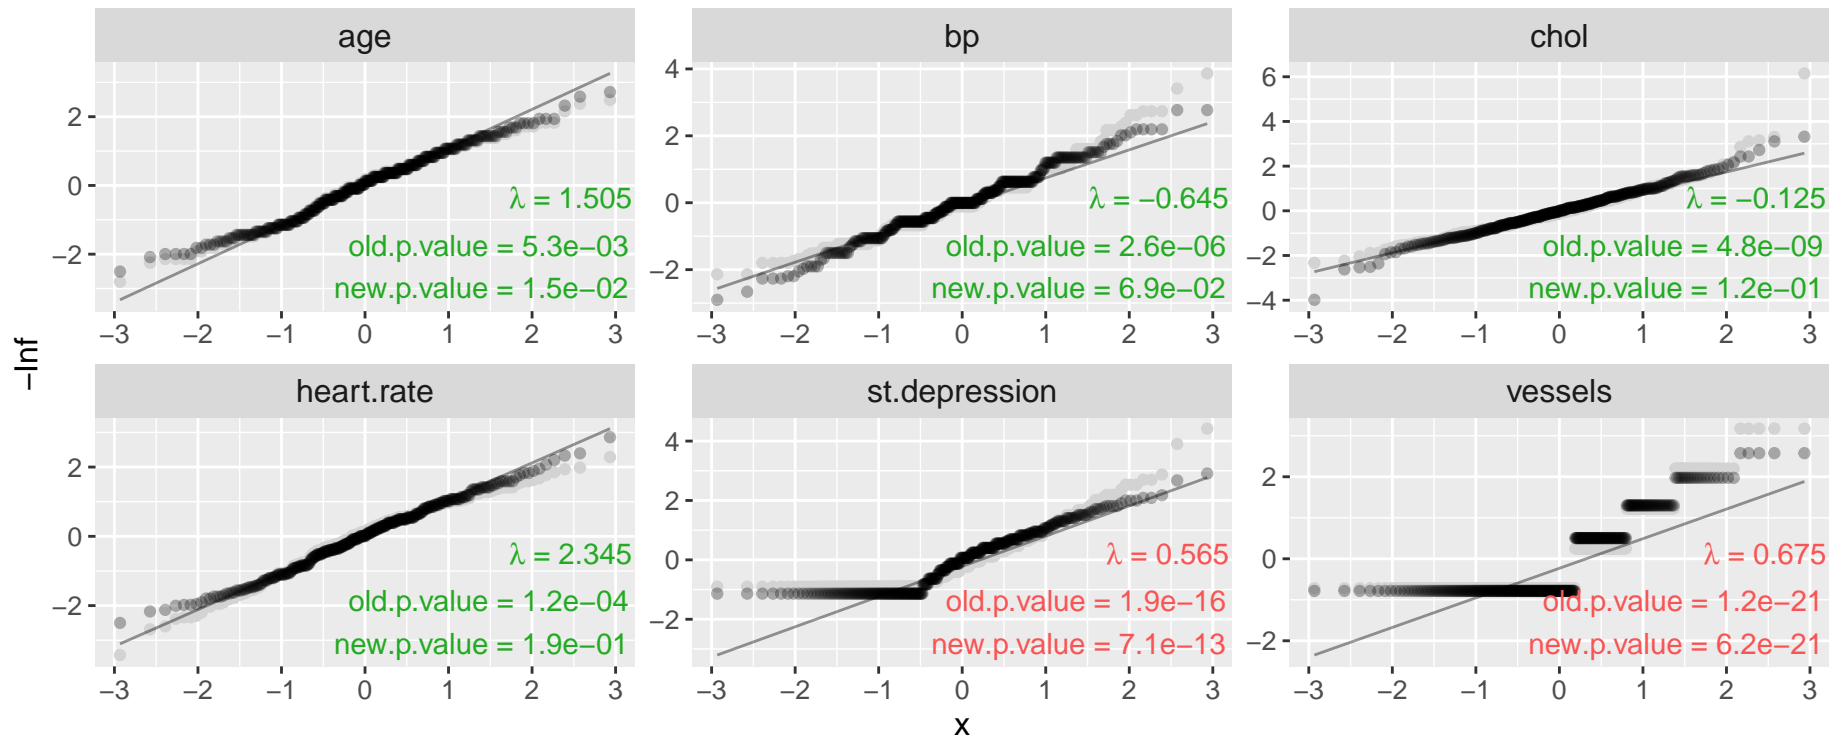 age
bp
chol
2
0
−2
λ = 1.505
old.p.value = 5.3e−03
new.p.value = 1.5e−02
−3 −2 −1 0 1 2 3
4
2
0
−2
λ = −0.645
old.p.value = 2.6e−06
new.p.value = 6.9e−02
−3 −2 −1 0 1 2 3
6
4
2
0
−2
−4
λ = −0.125
old.p.value = 4.8e−09
new.p.value = 1.2e−01
−3 −2 −1 0 1 2 3
−Inf
heart.rate
st.depression
vessels
2
0
−2
λ = 2.345
old.p.value = 1.2e−04
new.p.value = 1.9e−01
−3 −2 −1 0 1 2 3
4
2
0
−2
λ = 0.565
old.p.value = 1.9e−16
new.p.value = 7.1e−13
−3 −2 −1 0 1 2 3
2
0
−2
λ = 0.675
old.p.value = 1.2e−21
new.p.value = 6.2e−21
−3 −2 −1 0 1 2 3
x